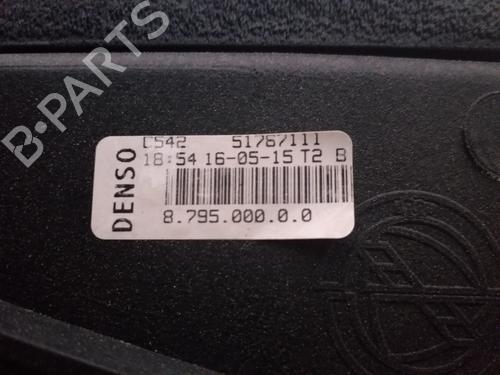 B-PARTS
C542 51767111
18:54 16-05-15 T2 B
DENSO
8.795.000.0.0